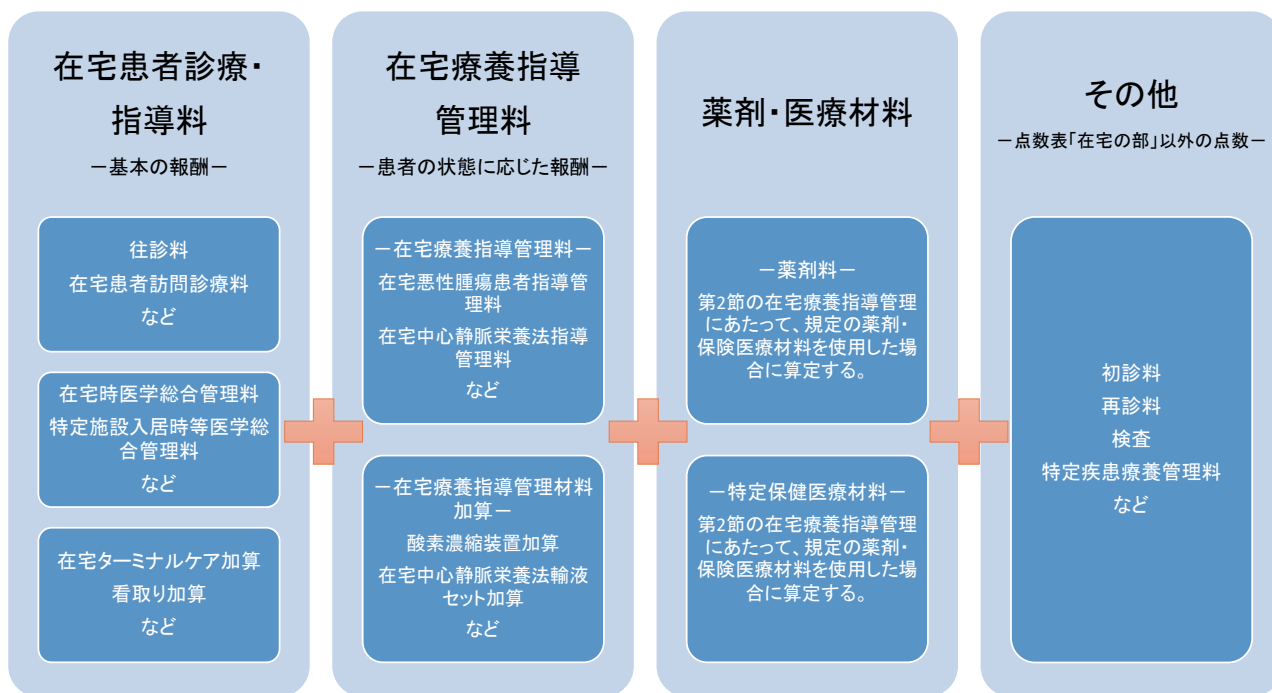 在宅患者診療・
指導料
－基本の報酬－
往診料
在宅患者訪問診療料
など
在宅時医学総合管理料
特定施設入居時等医学総
合管理料
など
在宅ターミナルケア加算
看取り加算
など
在宅療養指導
管理料
－患者の状態に応じた報酬－
－在宅療養指導管理料－
在宅悪性腫瘍患者指導管
理料
在宅中心静脈栄養法指導
管理料
など
－在宅療養指導管理材料
加算－
酸素濃縮装置加算
在宅中心静脈栄養法輸液
セット加算
など
薬剤・医療材料
－薬剤料－
第2節の在宅療養指導管理
にあたって、規定の薬剤・
保険医療材料を使用した場
合に算定する。
－特定保健医療材料－
第2節の在宅療養指導管理
にあたって、規定の薬剤・
保険医療材料を使用した場
合に算定する。
その他
－点数表「在宅の部」以外の点数－
初診料
再診料
検査
特定疾患療養管理料
など